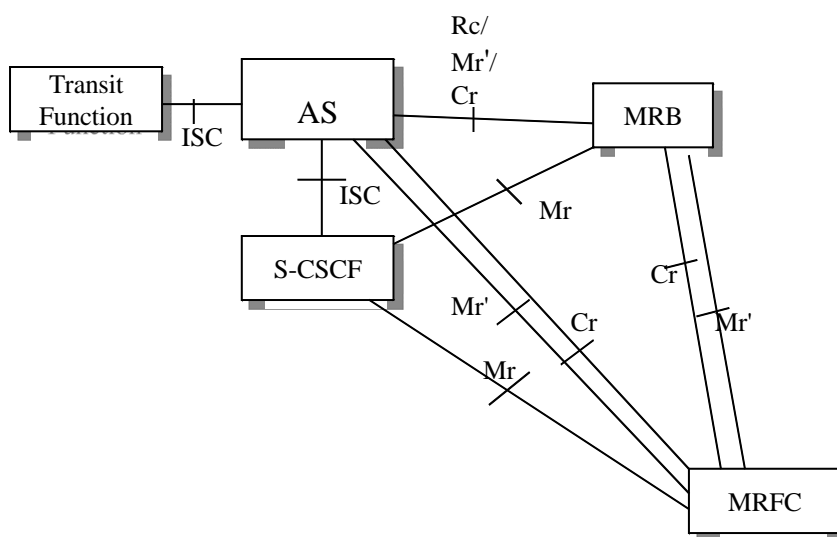 Rc/
Mr'/
Cr
Transit
Function
AS
MRB
ISC
ISC
Mr
S-CSCF
Cr
Mr'
Mr'
Cr
Mr
MRFC